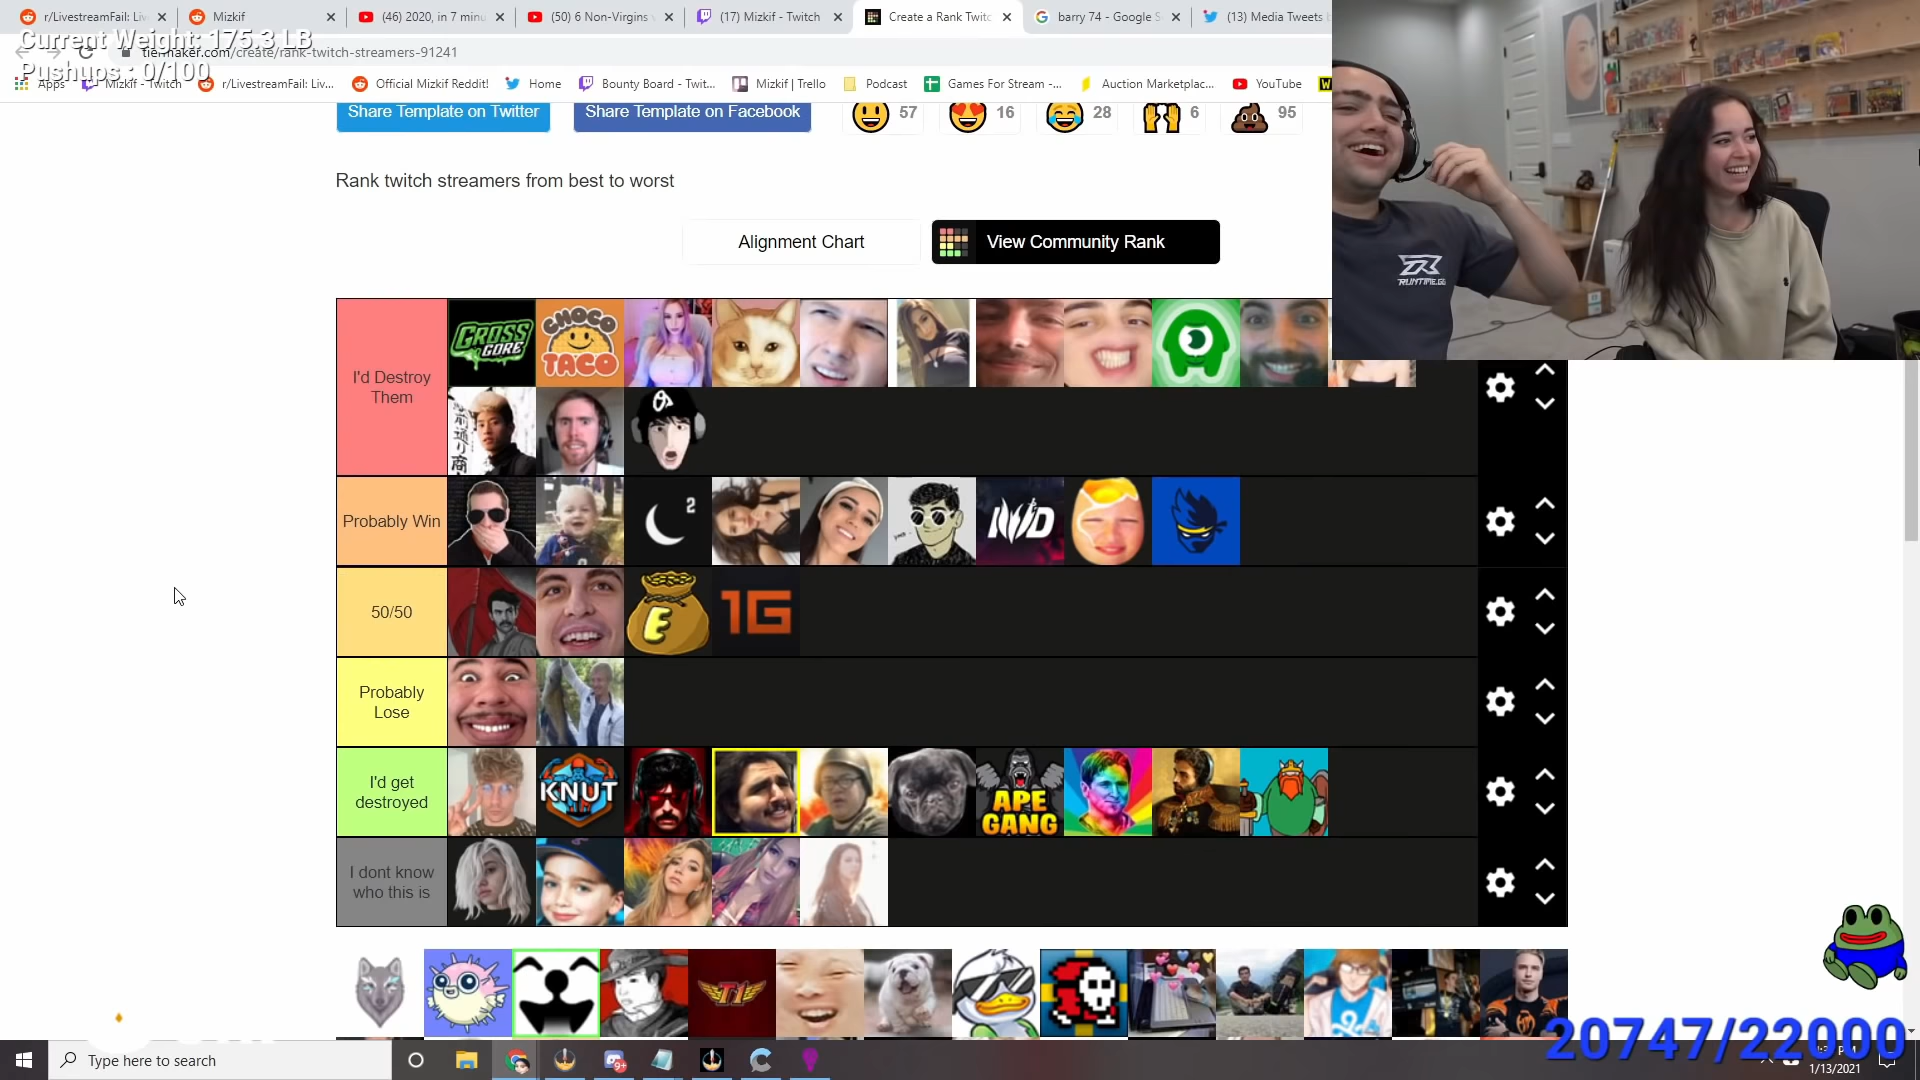 r/LivestreamFail: Liv
Mizkif
(46) 2020, in 7 minu
(50) 6 Non-Virgins v
(17) Mizkif - Twitch
Create a Rank Twitc
barry 74 - Google S
(13) Media Tweets b
Current Weight: 175.3 LB
tiermaker.com/create/rank-twitch-streamers-91241
Pushups : 0/100
Apps
Mizkif - Twitch
r/LivestreamFail: Liv...
Official Mizkif Reddit!
Home
Bounty Board - Twit...
Mizkif | Trello
Podcast
Games For Stream -...
Auction Marketplac...
YouTube
Share Template on Twitter
Share Template on Facebook
57
16
28
6
95
Rank twitch streamers from best to worst
Alignment Chart
View Community Rank
RUNTIME.GG
I'd Destroy
Them
GROSS
GORE
CHOCO
TACO
Probably Win
2
50/50
E
1G
Probably
Lose
I'd get
destroyed
KNUT
APE
GANG
I dont know
who this is
T1
20747/22000
Type here to search
9+
1/13/2021